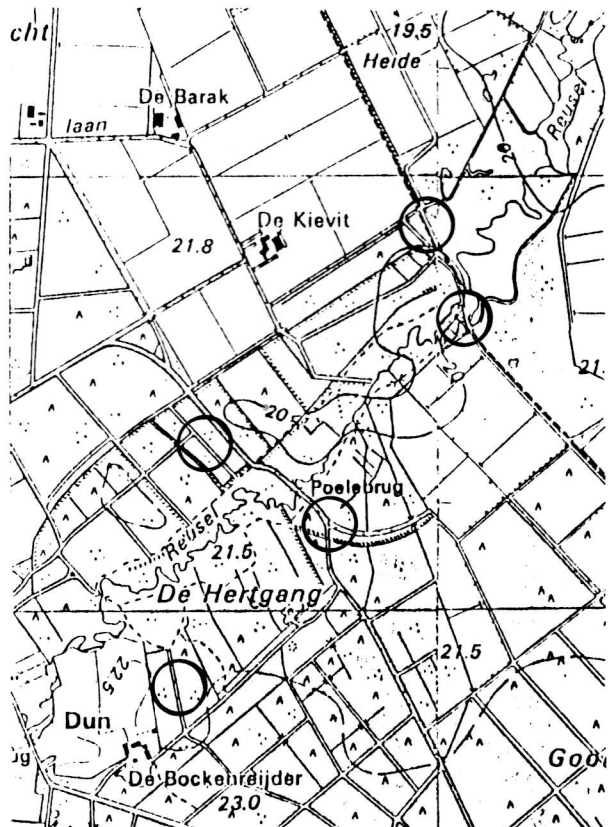 cht
19.5
Heide
De Barak
laan
Reusel
20
De Kievit
21.8
20
21
20
Poelebrug
Reusel
21.5
De Hertgang
22.5
21.5
Dun
De Bockenreijder
23.0